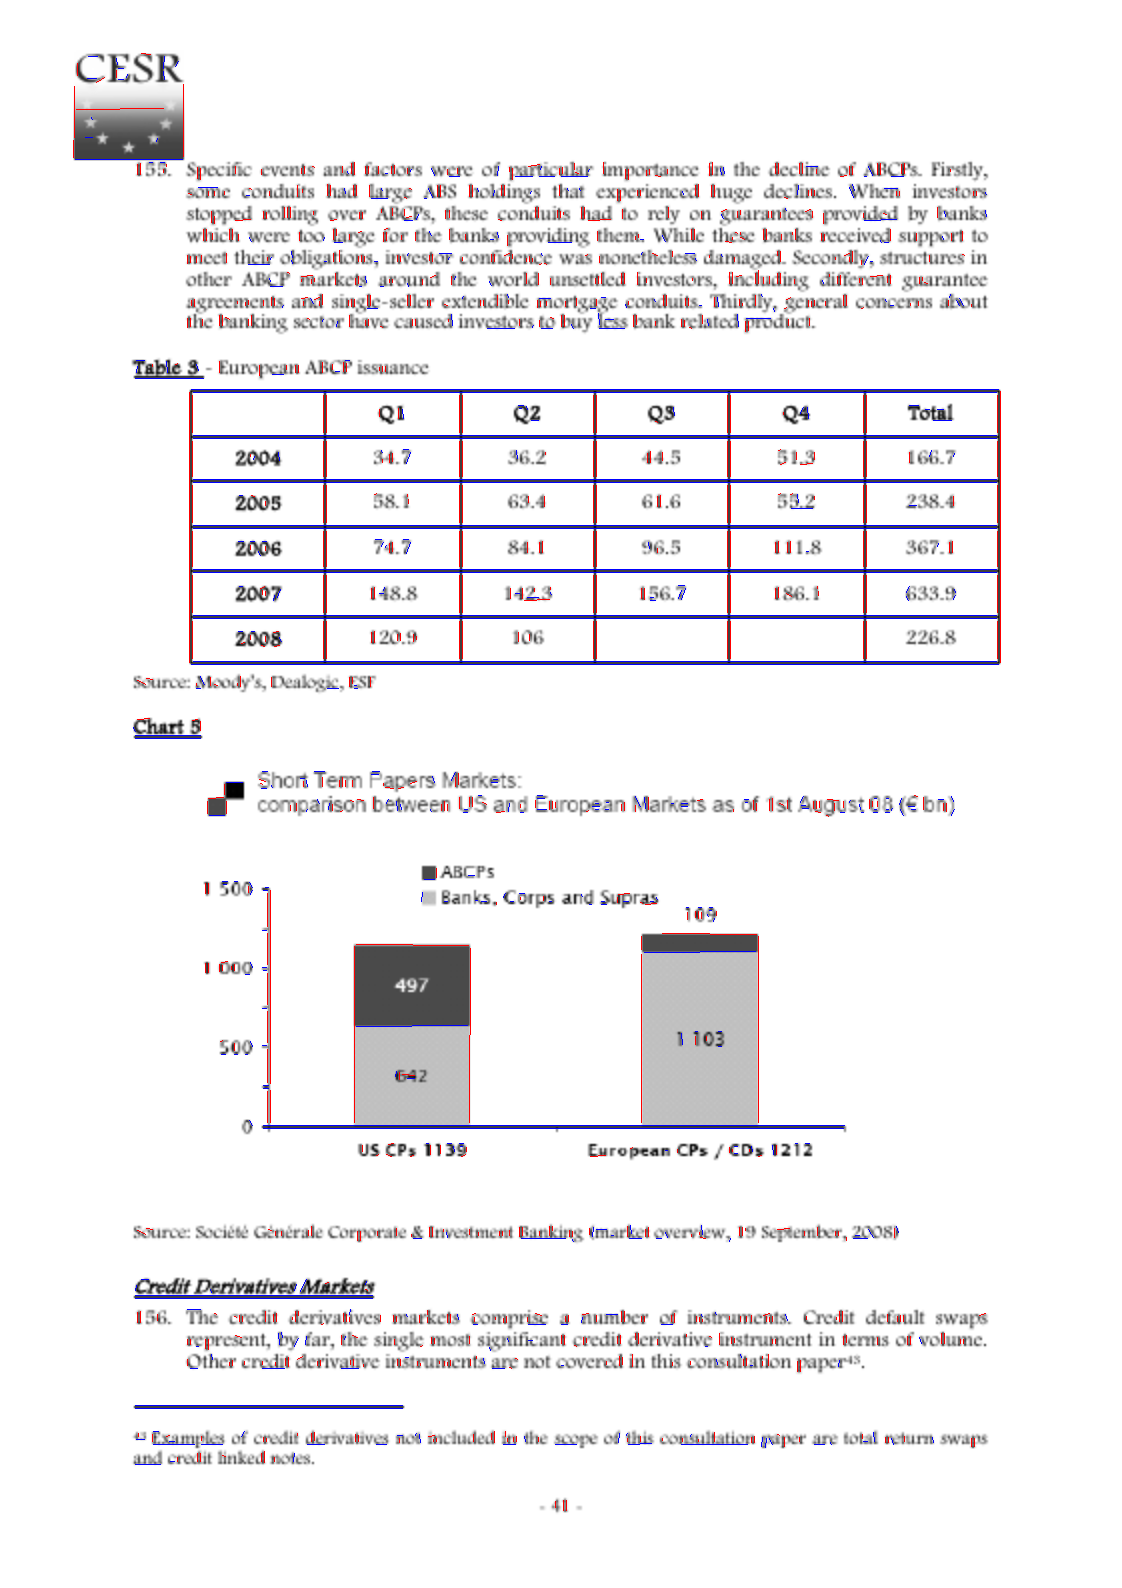 CESR
155. Specific events and factors were of particular importance in the decline of ABCPs. Firstly,
some conduits had large ABS holdings that experienced huge declines. When investors
stopped rolling over ABCPs, these conduits had to rely on guarantees provided by banks
which were too large for the banks providing them. While these banks received support to
meet their obligations, investor confidence was nonetheless damaged. Secondly, structures in
other ABCP markets around the world unsettled investors, including different guarantee
agreements and single-seller extendible mortgage conduits. Thirdly, general concerns about
the banking sector have caused investors to buy less bank related product.
Table 3 - European ABCP issuance
Q1 Q2 Q3 Q4 Total
2004 34.7 36.2 44.5 51.3 166.7
2005 58.1 63.4 61.6 55.2 238.4
2006 74.7 84.1 96.5 111.8 367.1
2007 148.8 142.3 156.7 186.1 633.9
2008 120.9 106 226.8
Source: Moody's, Dealogic, ESF
Chart 5
Short Term Papers Markets:
comparison between US and European Markets as of 1st August 08 (€ bn)
ABCPs
Banks, Corps and Supras
1 500
1 000
500
0
497
642
109
1 103
US CPs 1139
European CPs / CDs 1212
Source: Société Générale Corporate & Investment Banking (market overview, 19 September, 2008)
Credit Derivatives Markets
156. The credit derivatives markets comprise a number of instruments. Credit default swaps
represent, by far, the single most significant credit derivative instrument in terms of volume.
Other credit derivative instruments are not covered in this consultation paper43.
43 Examples of credit derivatives not included in the scope of this consultation paper are total return swaps
and credit linked notes.
- 41 -